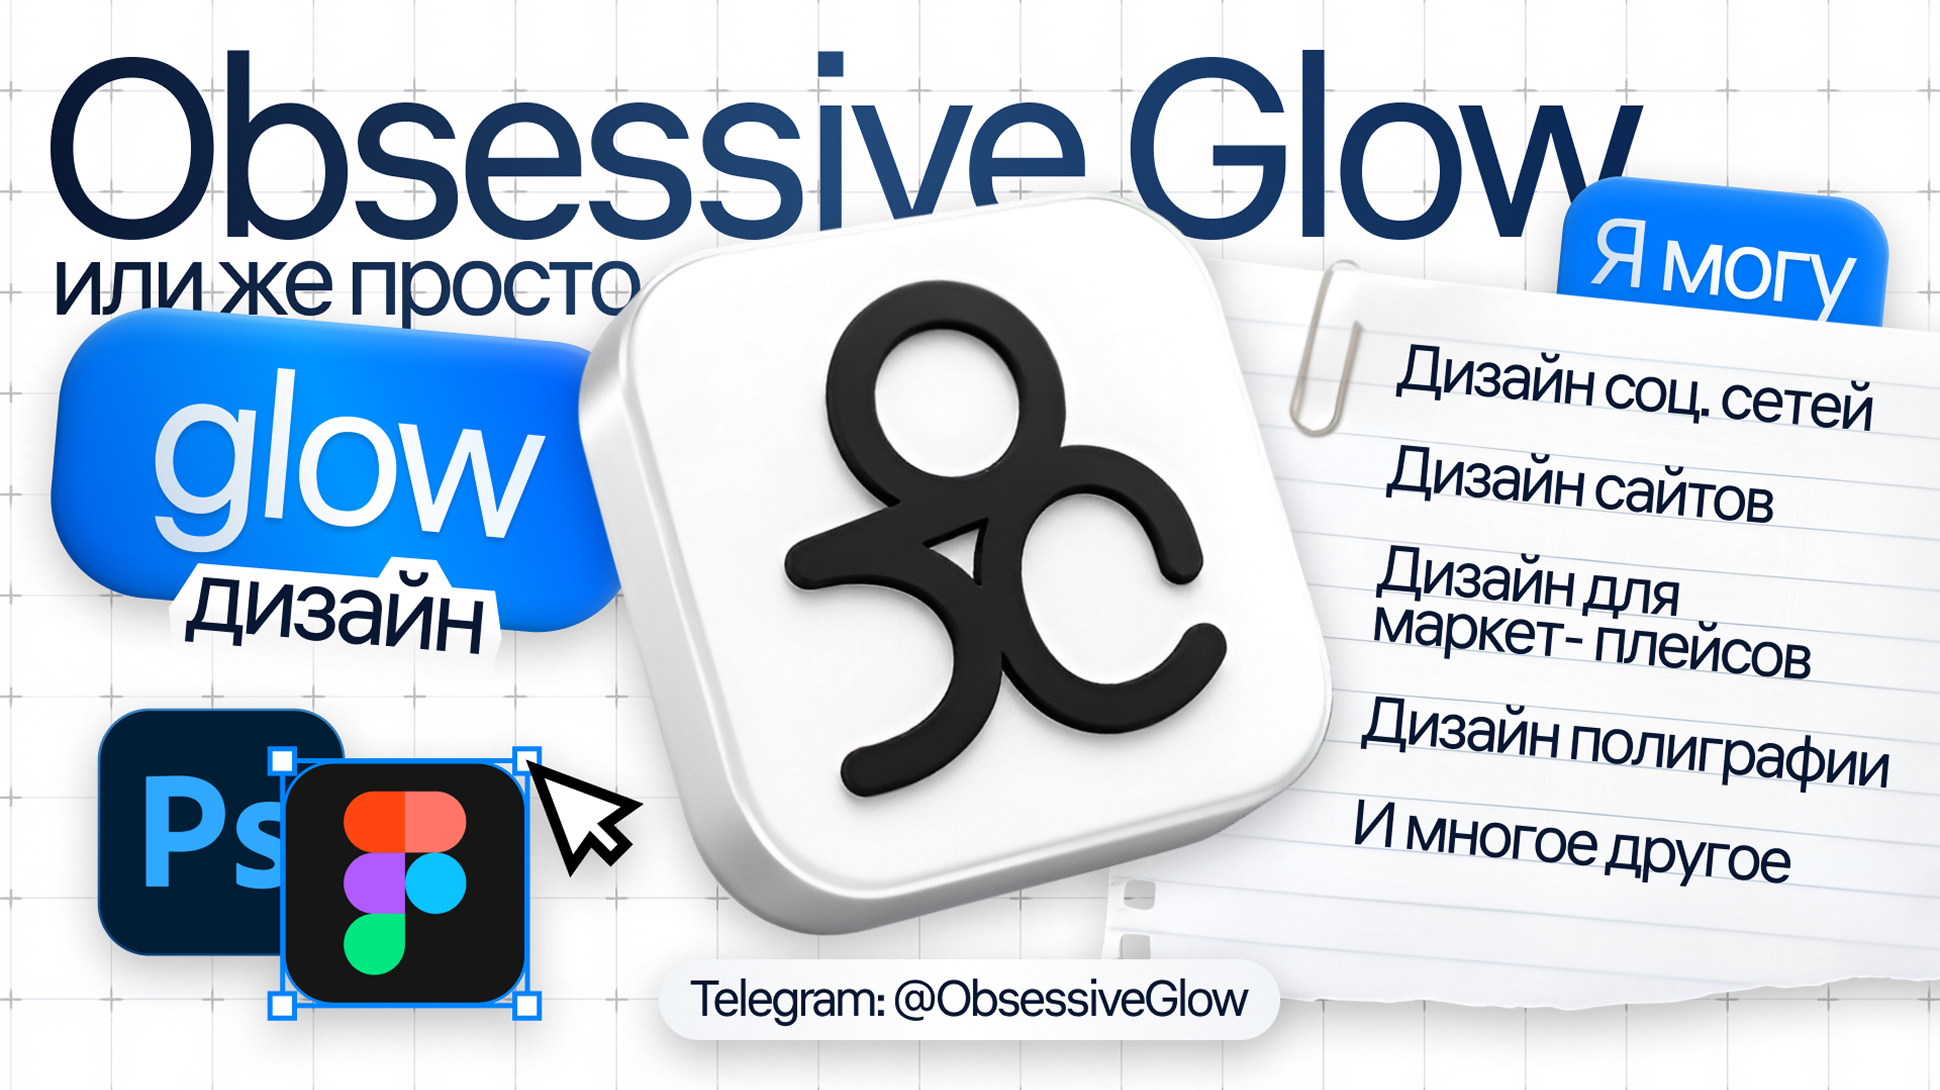 Obsessive Glow
или же просто
glow
дизайн
Ps
Я могу
Дизайн соц. сетей
Дизайн сайтов
Дизайн для
маркет- плейсов
Дизайн полиграфии
И многое другое
Telegram: @ObsessiveGlow